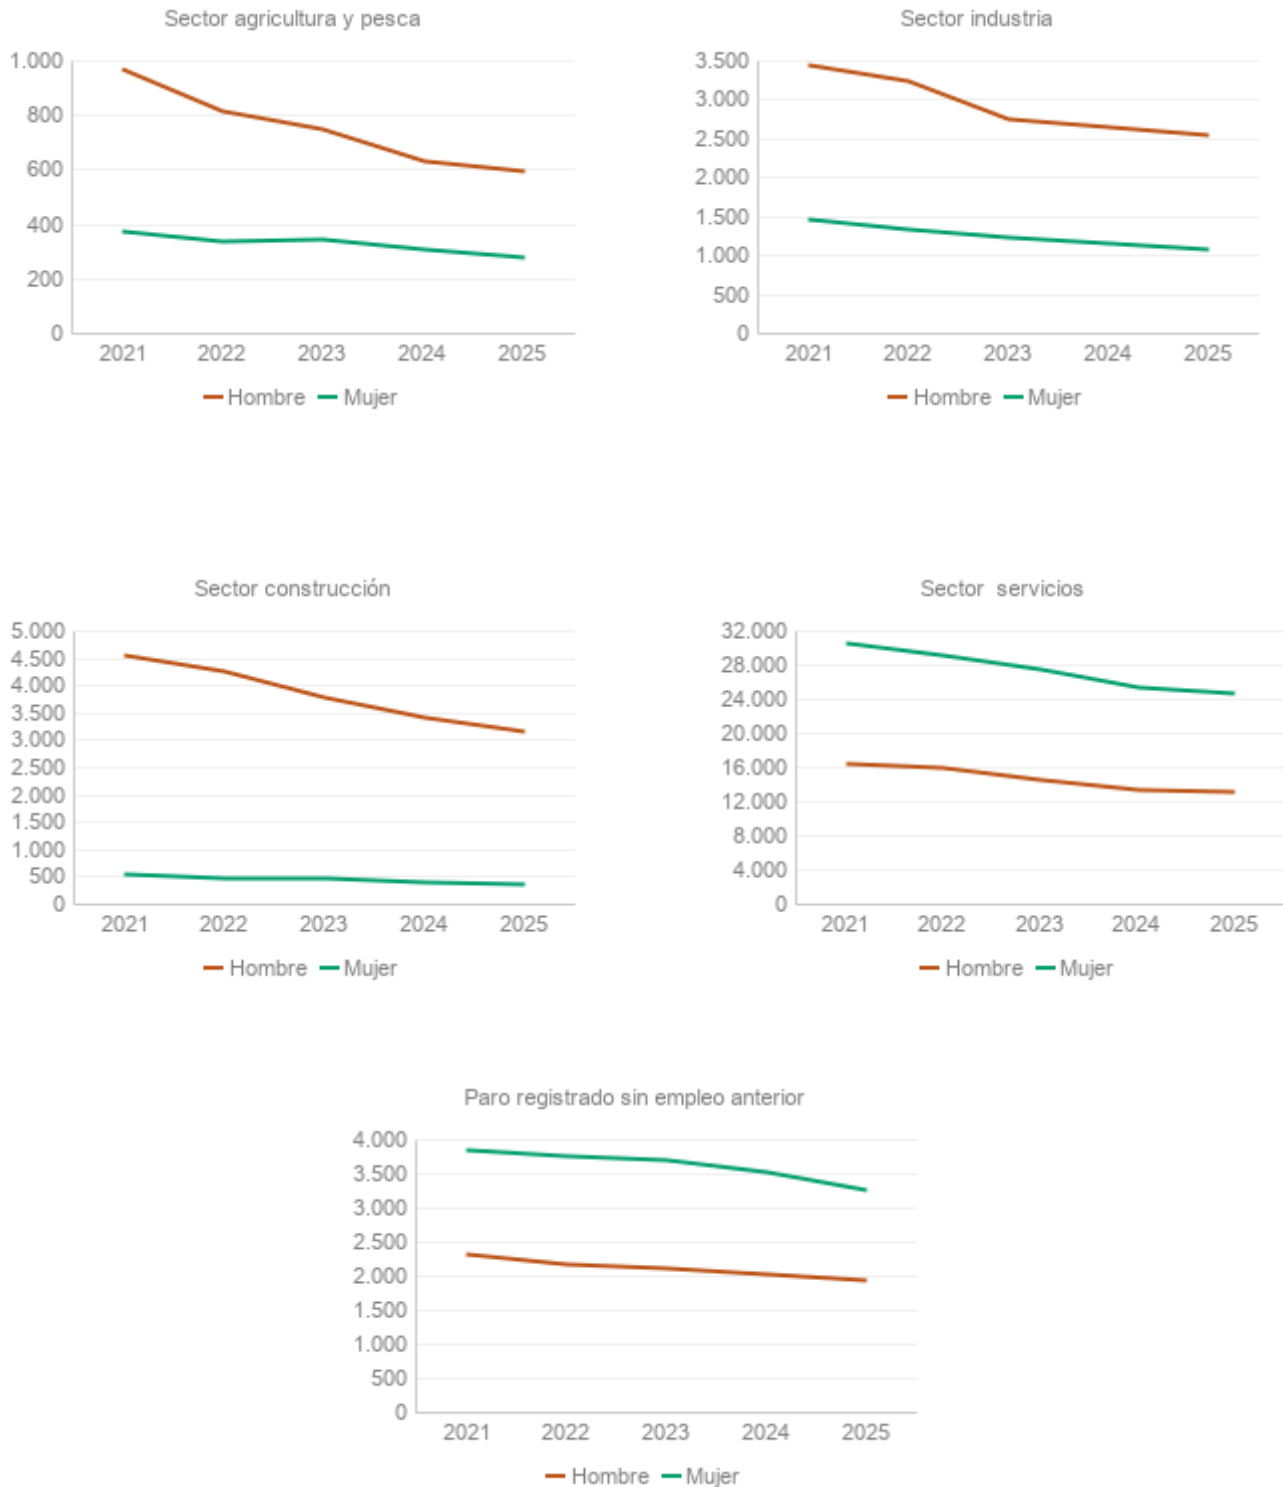 Sector agricultura y pesca
1.000
800
600
400
200
0
2021 2022 2023 2024 2025
Hombre Mujer
Sector industria
3.500
3.000
2.500
2.000
1.500
1.000
500
0
2021 2022 2023 2024 2025
Hombre Mujer
Sector construcción
5.000
4.500
4.000
3.500
3.000
2.500
2.000
1.500
1.000
500
0
2021 2022 2023 2024 2025
Hombre Mujer
Sector  servicios
32.000
28.000
24.000
20.000
16.000
12.000
8.000
4.000
0
2021 2022 2023 2024 2025
Hombre Mujer
Paro registrado sin empleo anterior
4.000
3.500
3.000
2.500
2.000
1.500
1.000
500
0
2021 2022 2023 2024 2025
Hombre Mujer